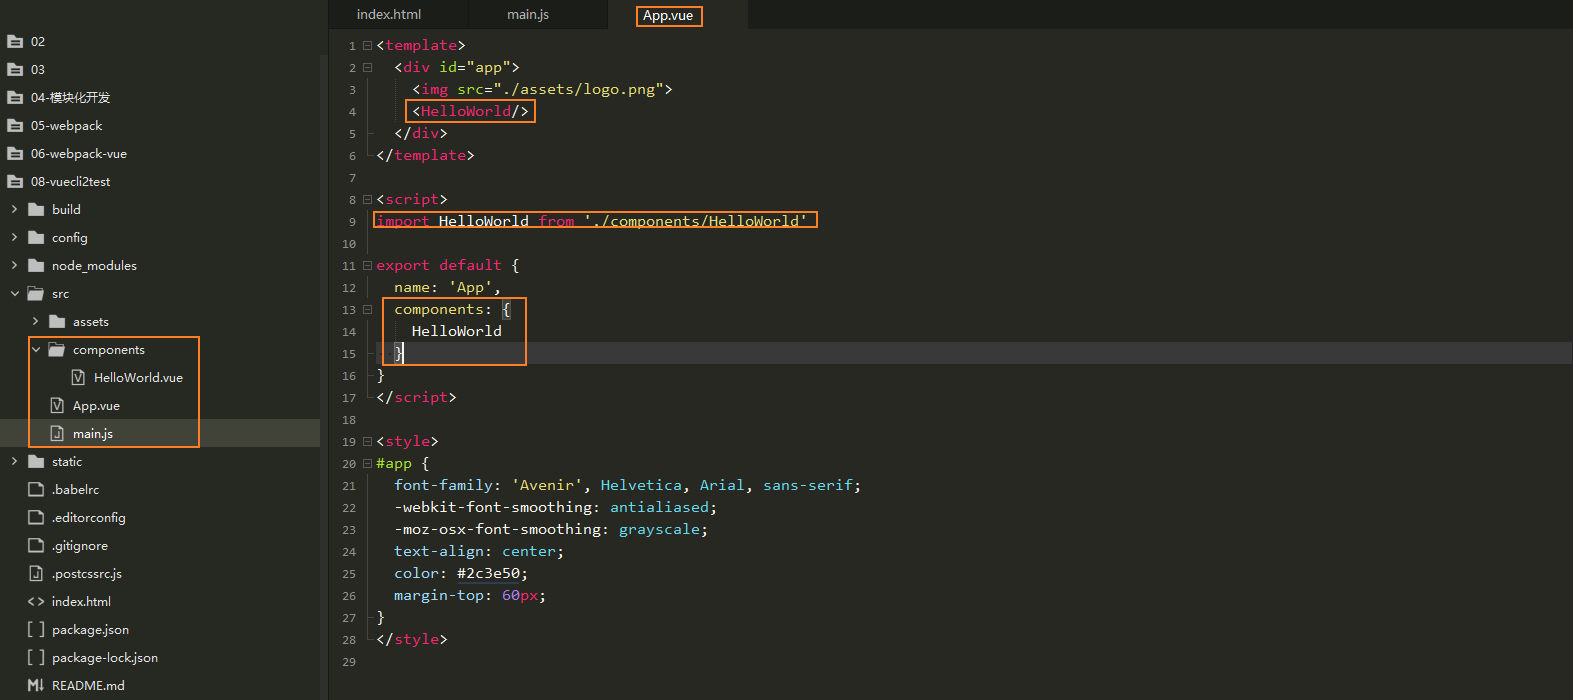 02
03
04-模块化开发
05-webpack
06-webpack-vue
08-vuecli2test
build
config
node_modules
src
assets
components
HelloWorld.vue
App.vue
main.js
static
.babelrc
.editorconfig
.gitignore
.postcssrc.js
index.html
package.json
package-lock.json
README.md
index.html main.js App.vue
1 <template>
2 <div id="app">
3 <img src="./assets/logo.png">
4 <HelloWorld/>
5 </div>
6 </template>
7
8 <script>
9 import HelloWorld from './components/HelloWorld'
10
11 export default {
12 name: 'App',
13 components: {
14 HelloWorld
15 }
16 }
17 </script>
18
19 <style>
20 #app {
21 font-family: 'Avenir', Helvetica, Arial, sans-serif;
22 -webkit-font-smoothing: antialiased;
23 -moz-osx-font-smoothing: grayscale;
24 text-align: center;
25 color: #2c3e50;
26 margin-top: 60px;
27 }
28 </style>
29